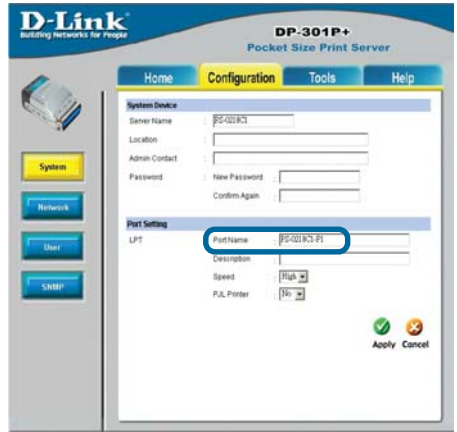 D-Link
Building Networks for People
DP-301P+
Pocket Size Print Server
Home Configuration Tools Help
System Device
Server Name : PS-0218C1
Location :
Admin Contact :
Password : New Password :
Confirm Again :
Port Setting
LPT Port Name : PS-0218C1-P1
Description :
Speed : High
PJL Printer : No
System
Network
User
SNMP
Apply Cancel